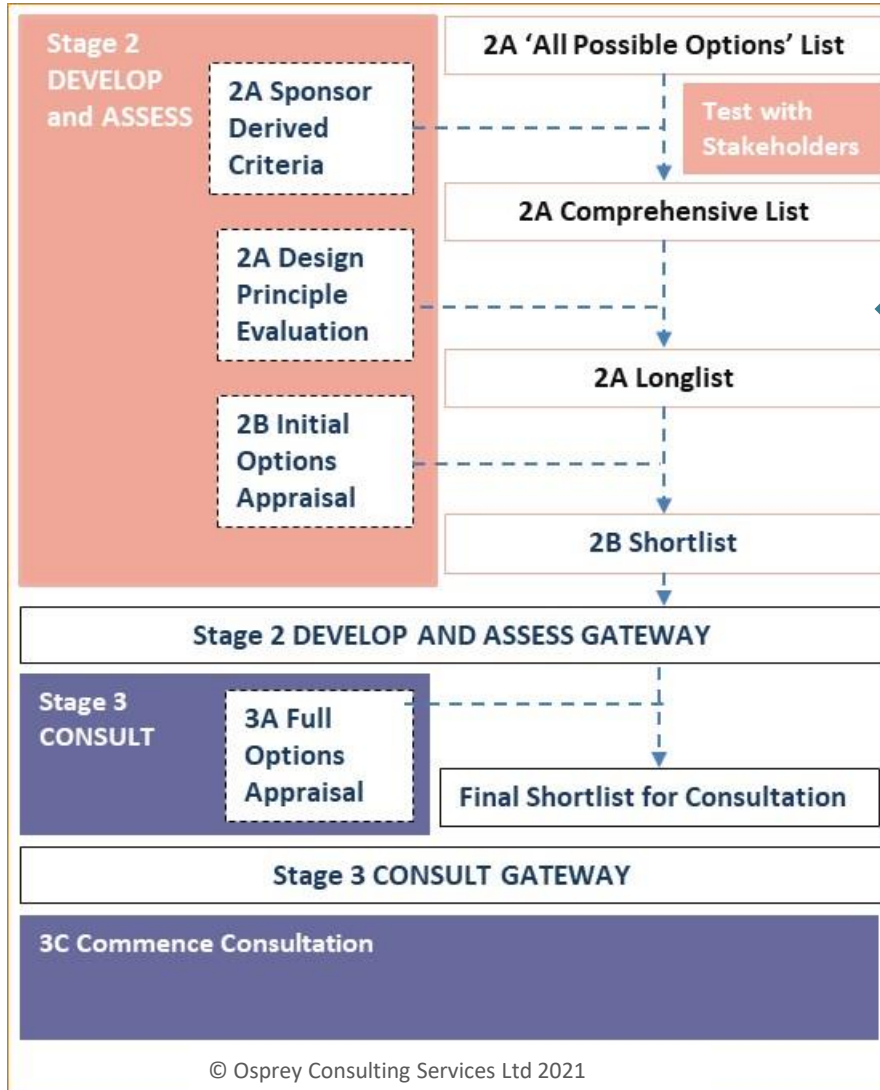 Stage 2
DEVELOP
and ASSESS
2A ‘All Possible Options’ List
2A Sponsor
Derived
Criteria
Test with
Stakeholders
2A Comprehensive List
2A Design
Principle
Evaluation
2A Longlist
2B Initial
Options
Appraisal
2B Shortlist
Stage 2 DEVELOP AND ASSESS GATEWAY
Stage 3
CONSULT
3A Full
Options
Appraisal
Final Shortlist for Consultation
Stage 3 CONSULT GATEWAY
3C Commence Consultation
© Osprey Consulting Services Ltd 2021